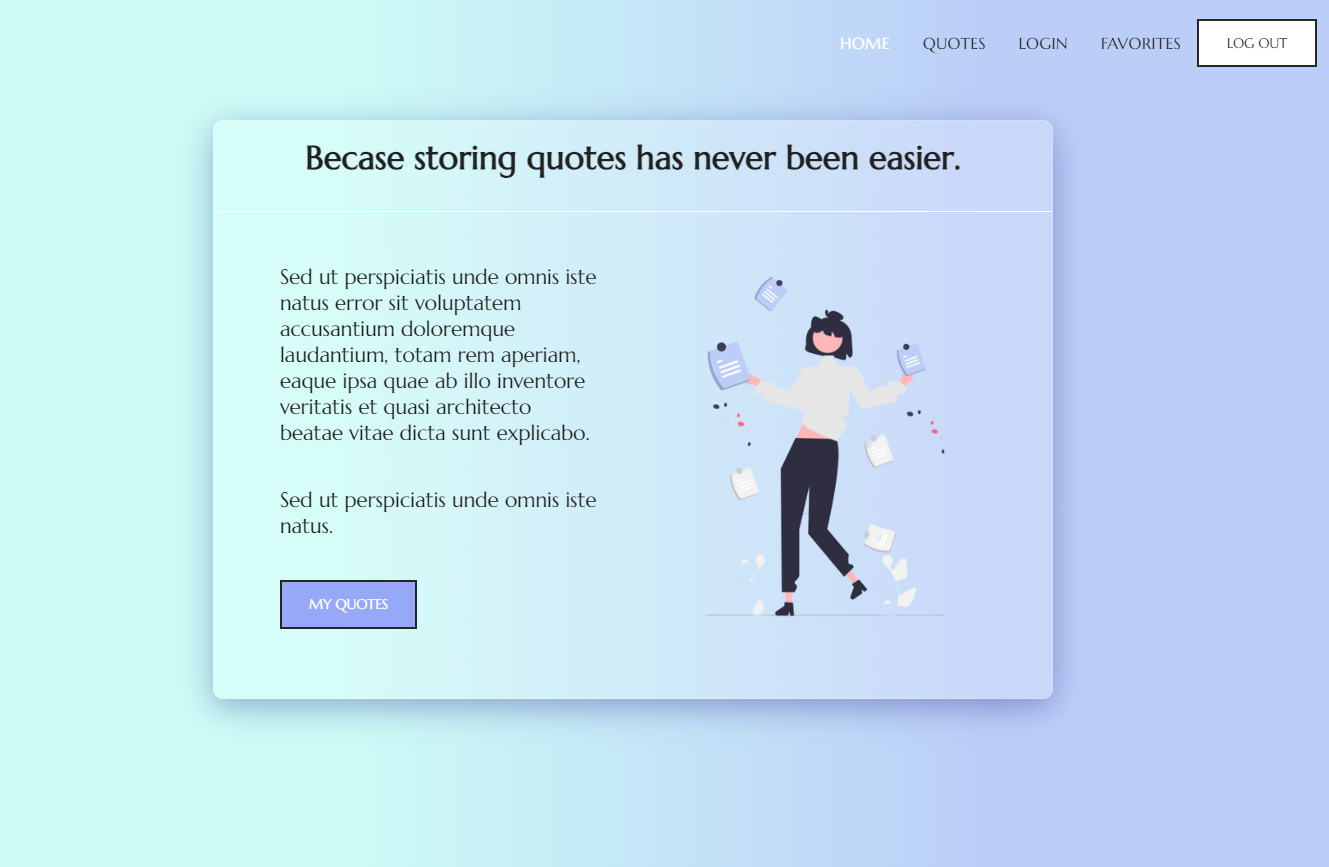 HOME QUOTES LOGIN FAVORITES LOG OUT
Becase storing quotes has never been easier.
Sed ut perspiciatis unde omnis iste
natus error sit voluptatem
accusantium doloremque
laudantium, totam rem aperiam,
eaque ipsa quae ab illo inventore
veritatis et quasi architecto
beatae vitae dicta sunt explicabo.
Sed ut perspiciatis unde omnis iste
natus.
MY QUOTES